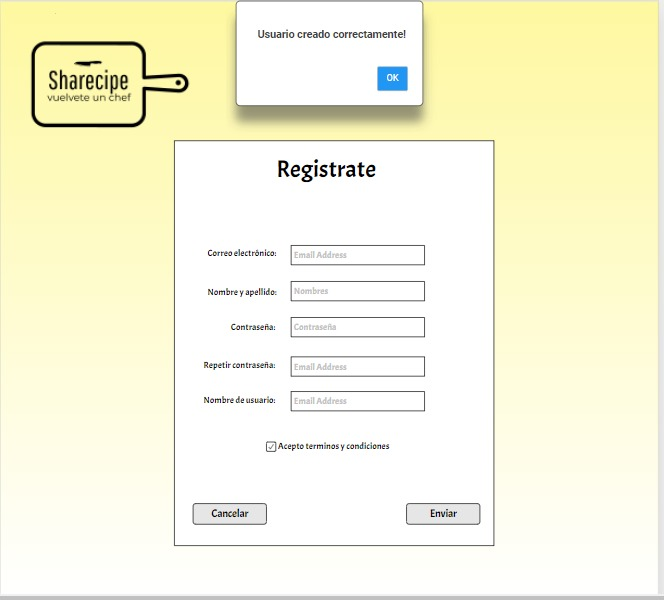 Usuario creado correctamente!
OK
Sharecipe
vuelvete un chef
Registrate
Correo electrónico: Email Address
Nombre y apellido: Nombres
Contraseña: Contraseña
Repetir contraseña: Email Address
Nombre de usuario: Email Address
Acepto terminos y condiciones
Cancelar Enviar